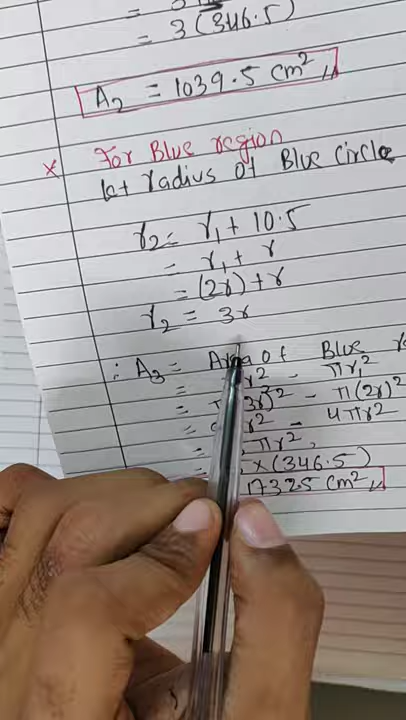 = 3(346.5)
A₂ = 1039.5 cm²,,
x For Blue region
let radius of Blue circle
r₂ = r₁ + 10.5
= r₁ + r
= (2r) + r
r₂ = 3r
∴ A₃ = Area of Blue
r₂² - πr₁²
= π(3r)² - π(2r)²
= r² - 4πr²
= πr²,
= ×(346.5)
1732.5 cm²,,